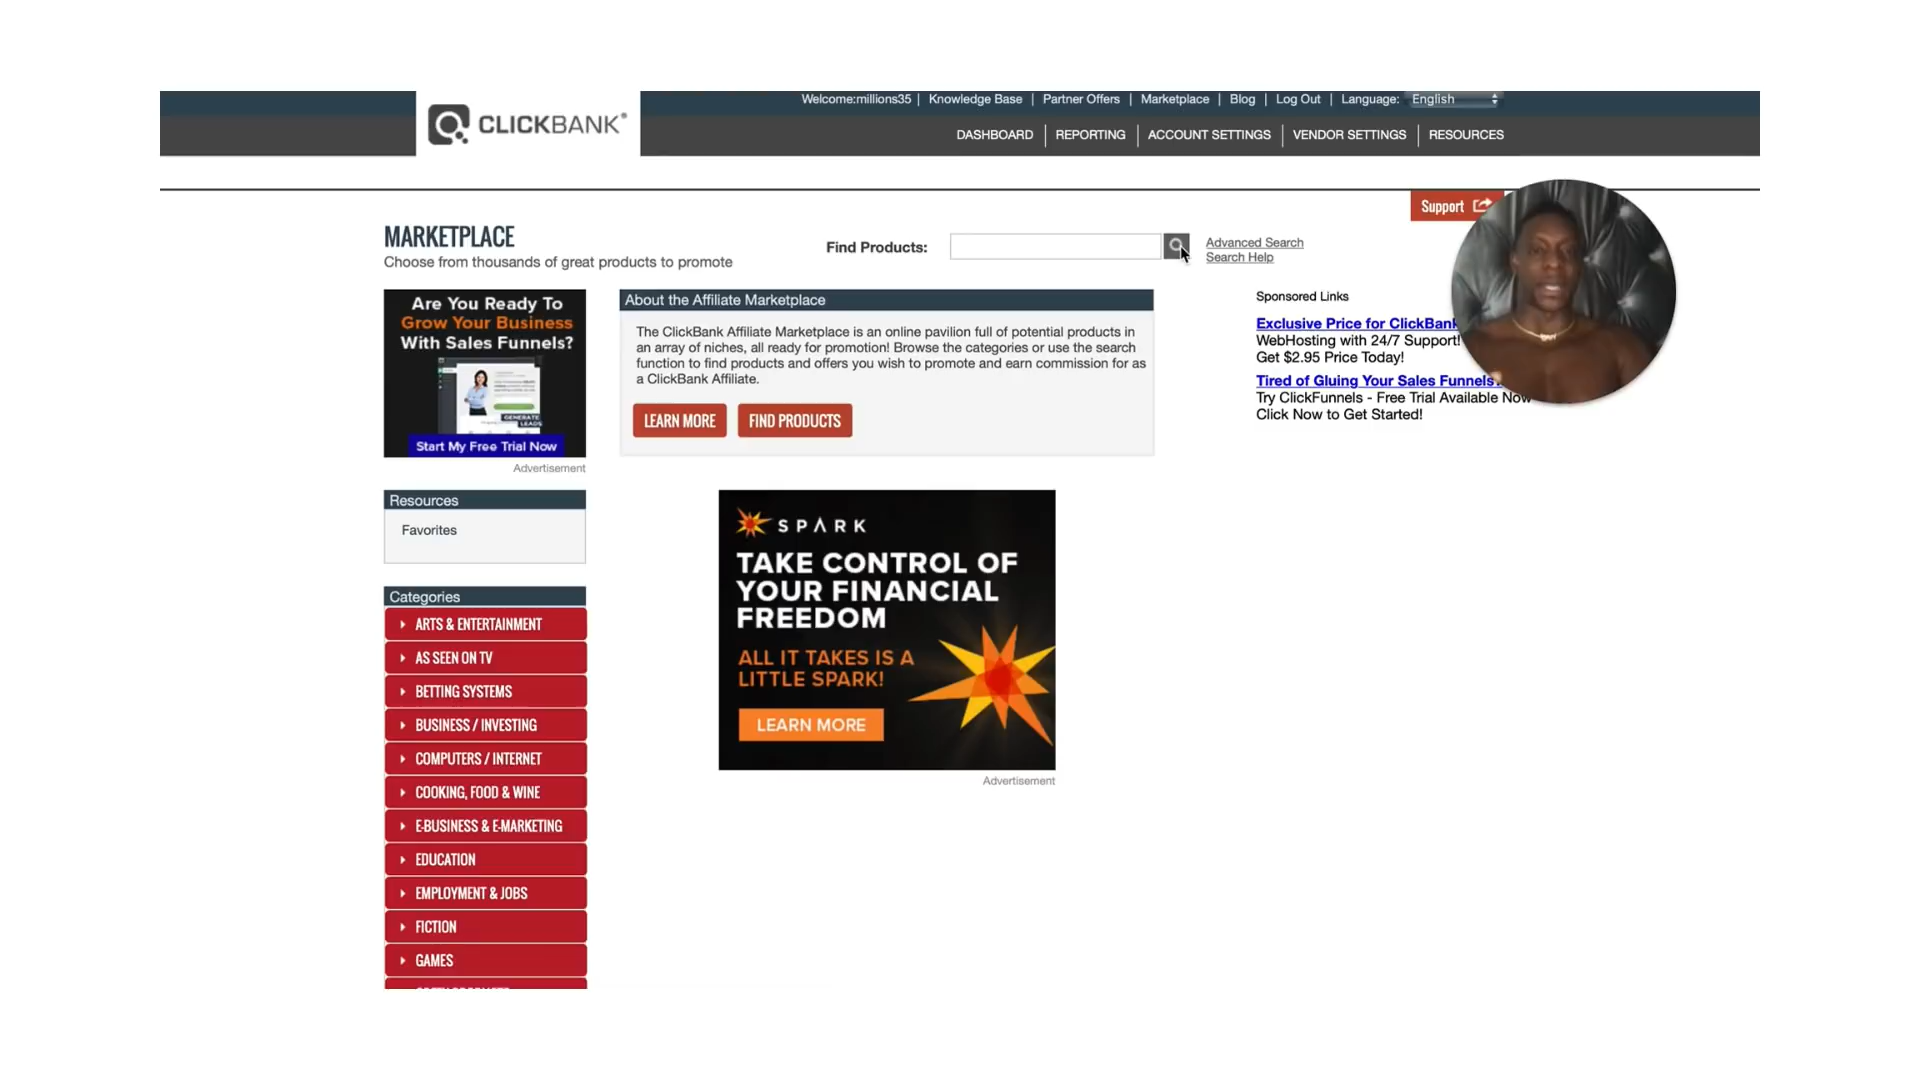 Welcome:millions35 | Knowledge Base | Partner Offers | Marketplace | Blog | Log Out | Language: English
CLICKBANK®
DASHBOARD | REPORTING | ACCOUNT SETTINGS | VENDOR SETTINGS | RESOURCES
Support
MARKETPLACE
Choose from thousands of great products to promote
Find Products:
Advanced Search
Search Help
Are You Ready To
Grow Your Business
With Sales Funnels?
GENERATE
LEADS
Start My Free Trial Now
Advertisement
About the Affiliate Marketplace
The ClickBank Affiliate Marketplace is an online pavilion full of potential products in
an array of niches, all ready for promotion! Browse the categories or use the search
function to find products and offers you wish to promote and earn commission for as
a ClickBank Affiliate.
LEARN MORE
FIND PRODUCTS
Sponsored Links
Exclusive Price for ClickBank
WebHosting with 24/7 Support!
Get $2.95 Price Today!
Tired of Gluing Your Sales Funnels
Try ClickFunnels - Free Trial Available Now
Click Now to Get Started!
Resources
Favorites
SPARK
TAKE CONTROL OF
YOUR FINANCIAL
FREEDOM
ALL IT TAKES IS A
LITTLE SPARK!
LEARN MORE
Advertisement
Categories
ARTS & ENTERTAINMENT
AS SEEN ON TV
BETTING SYSTEMS
BUSINESS / INVESTING
COMPUTERS / INTERNET
COOKING, FOOD & WINE
E-BUSINESS & E-MARKETING
EDUCATION
EMPLOYMENT & JOBS
FICTION
GAMES